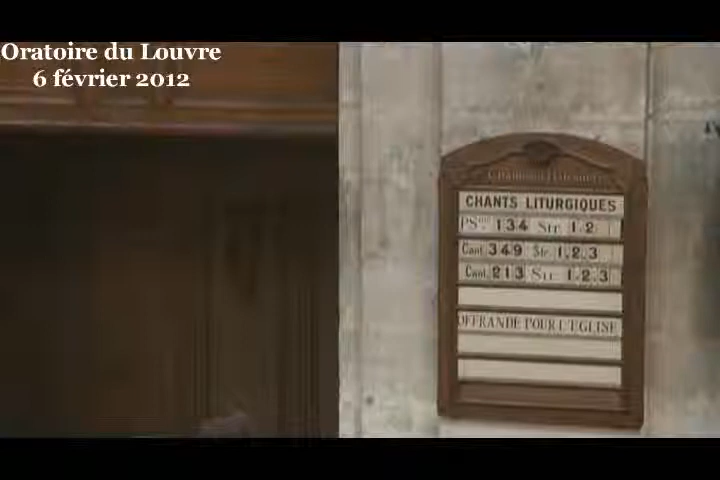 Oratoire du Louvre
6 février 2012
CHANTS LITURGIQUES
PS.me 134 Str. 1.2
Cant. 349 Str. 1.2.3
Cant. 213 Str. 1.2.3
OFFRANDE POUR L'EGLISE